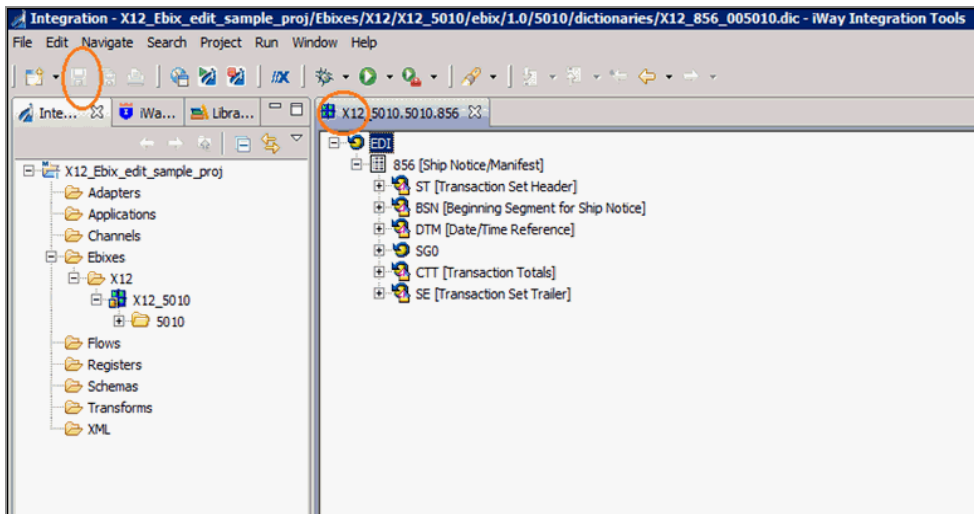 Integration - X12_Ebix_edit_sample_proj/Ebixes/X12/X12_5010/ebix/1.0/5010/dictionaries/X12_856_005010.dic - iWay Integration Tools
File Edit Navigate Search Project Run Window Help
Inte... iWa... Libra... X12_5010.5010.856
EDI
856 [Ship Notice/Manifest]
X12_Ebix_edit_sample_proj
ST [Transaction Set Header]
Adapters
BSN [Beginning Segment for Ship Notice]
Applications
DTM [Date/Time Reference]
Channels
SG0
Ebixes
CTT [Transaction Totals]
X12
SE [Transaction Set Trailer]
X12_5010
5010
Flows
Registers
Schemas
Transforms
XML